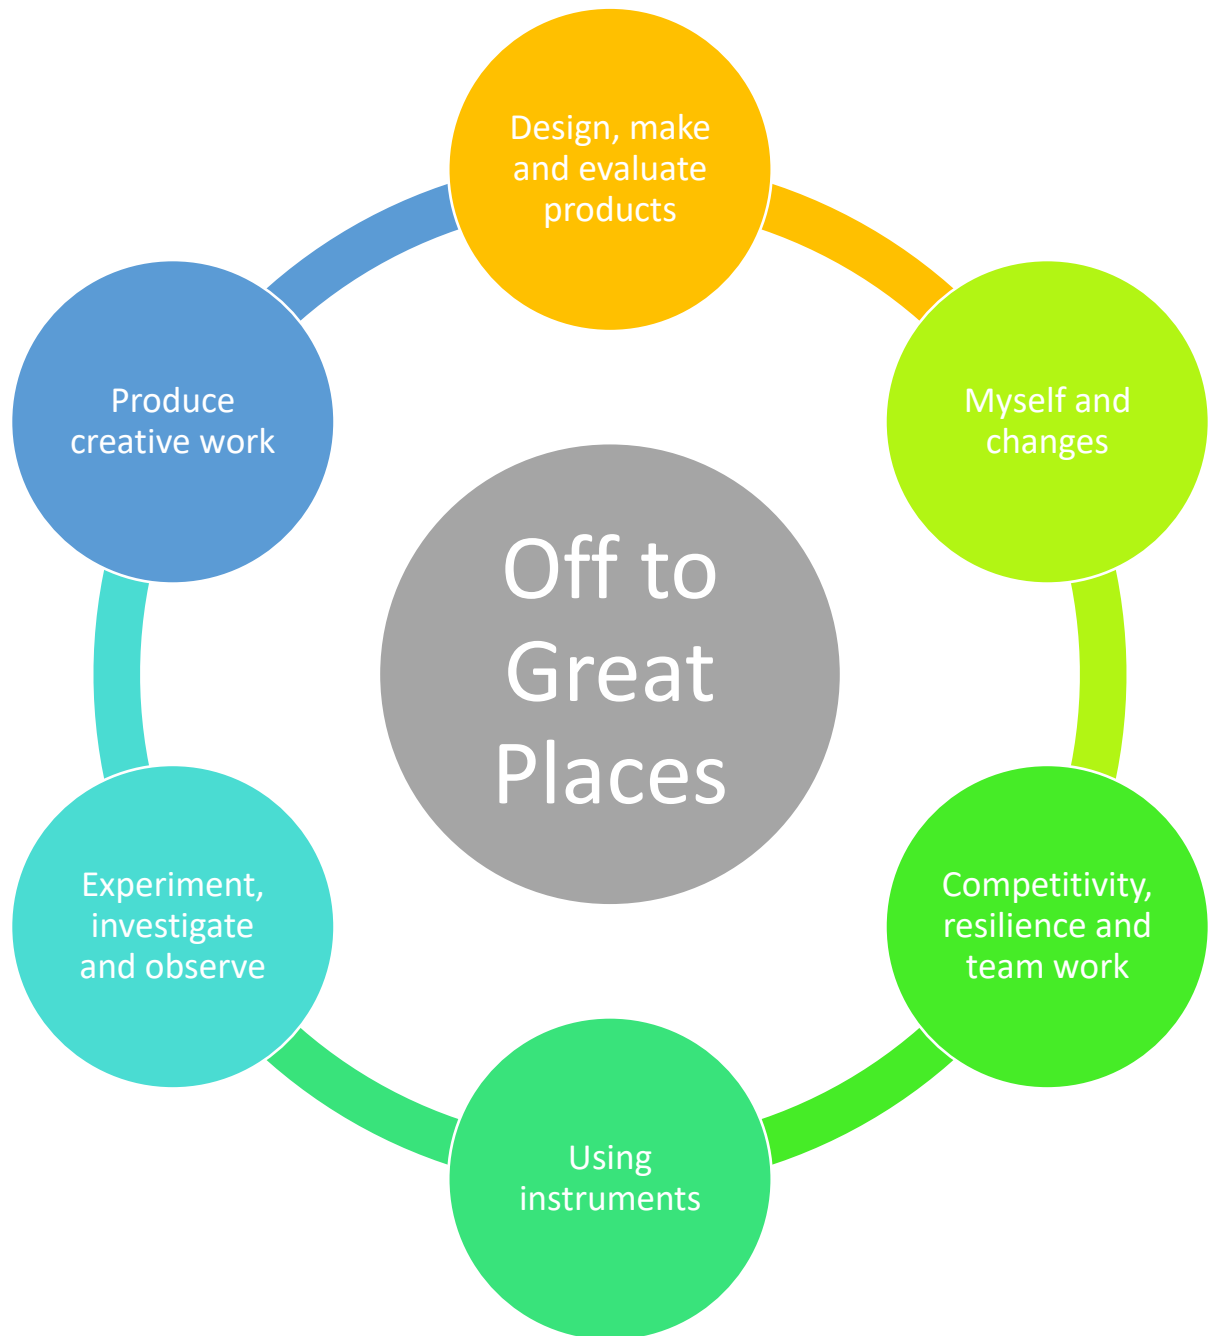 Design, make
and evaluate
products
Myself and
changes
Competitivity,
resilience and
team work
Using
instruments
Experiment,
investigate
and observe
Produce
creative work
Off to
Great
Places